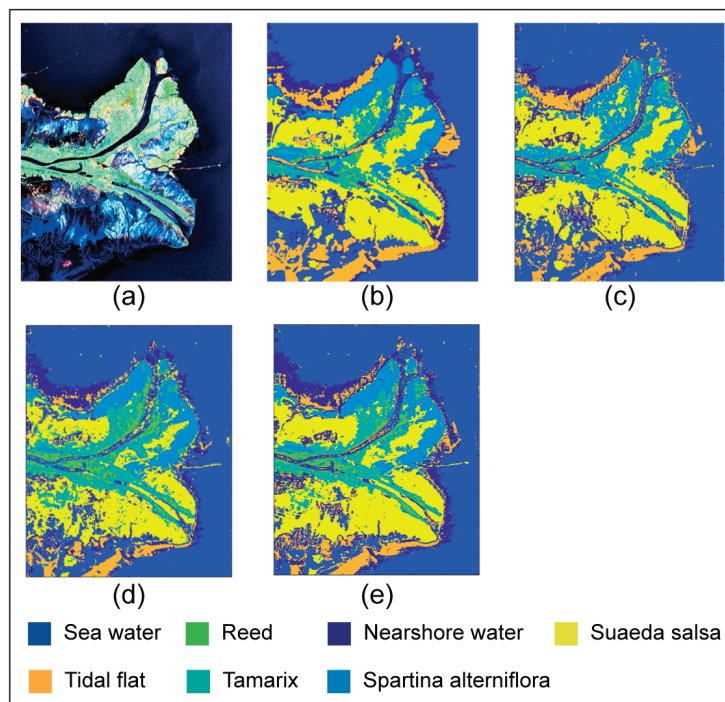 (a) (b) (c)
(d) (e)
Sea water Reed Nearshore water Suaeda salsa
Tidal flat Tamarix Spartina alterniflora